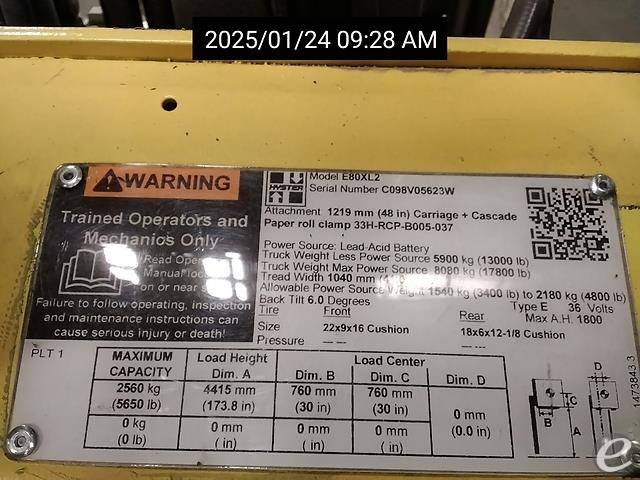 2025/01/24 09:28 AM
WARNING
Trained Operators and
Mechanics Only
Read Oper
Manual loc
on or near s
Failure to follow operating, inspection
and maintenance instructions can
cause serious injury or death!
HYSTER
Model E80XL2
Serial Number C098V05623W
Attachment 1219 mm (48 in) Carriage + Cascade
Paper roll clamp 33H-RCP-B005-037
Power Source: Lead-Acid Battery
Truck Weight Less Power Source 5900 kg (13000 lb)
Truck Weight Max Power Source 8080 kg (17800 lb)
Tread Width 1040 mm
Allowable Power Source Weight 1540 kg (3400 lb) to 2180 kg (4800 lb)
Back Tilt 6.0 Degrees Type E 36 Volts
Tire Front Rear Max A.H. 1800
Size 22x9x16 Cushion 18x6x12-1/8 Cushion
Pressure --- ---
PLT 1
MAXIMUM CAPACITY Load Height Dim. A Load Center Dim. B Dim. C Dim. D
2560 kg (5650 lb) 4415 mm (173.8 in) 760 mm (30 in) 760 mm (30 in) 0 mm (0.0 in)
0 kg (0 lb) 0 mm ( in) 0 mm ( in) 0 mm ( in)
D
C
B
A
1473843.3
e